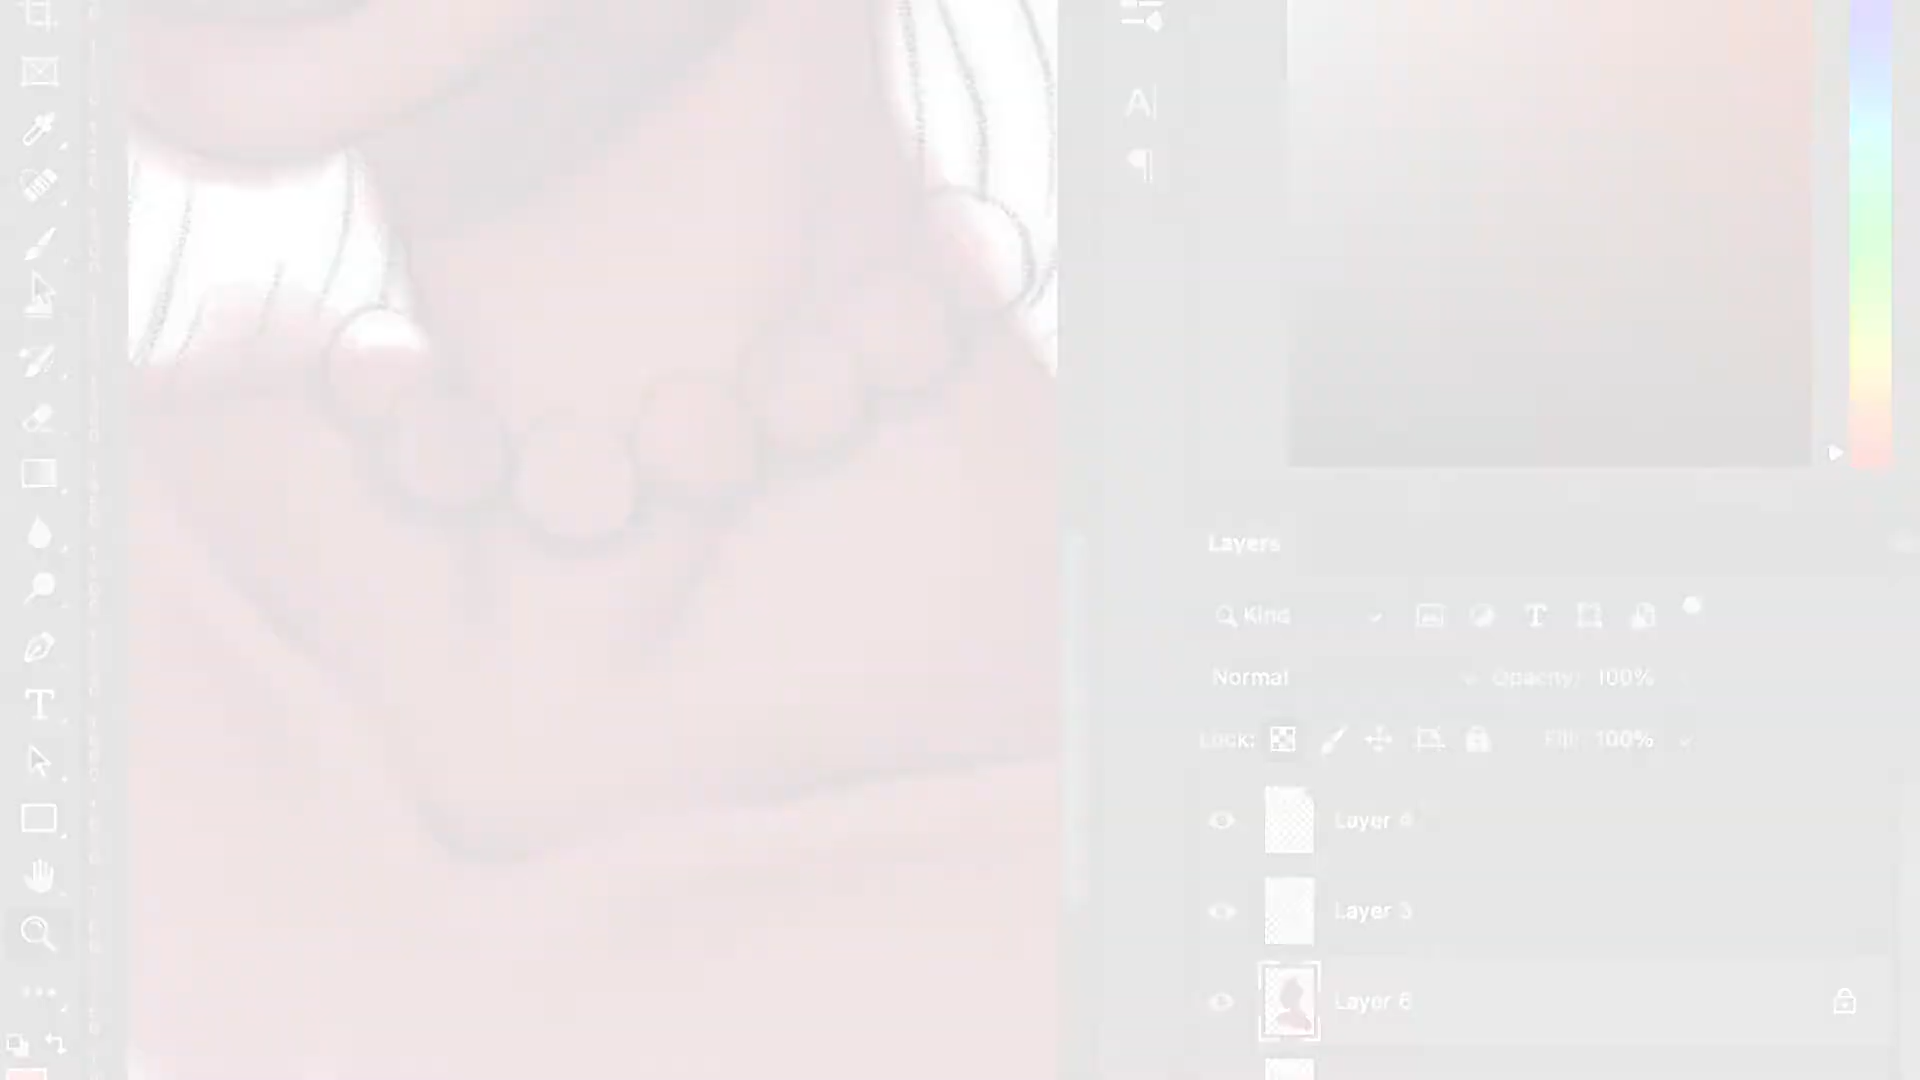 Layers
Kind
Normal Opacity: 100%
Lock: Fill: 100%
Layer 4
Layer 3
Layer 6